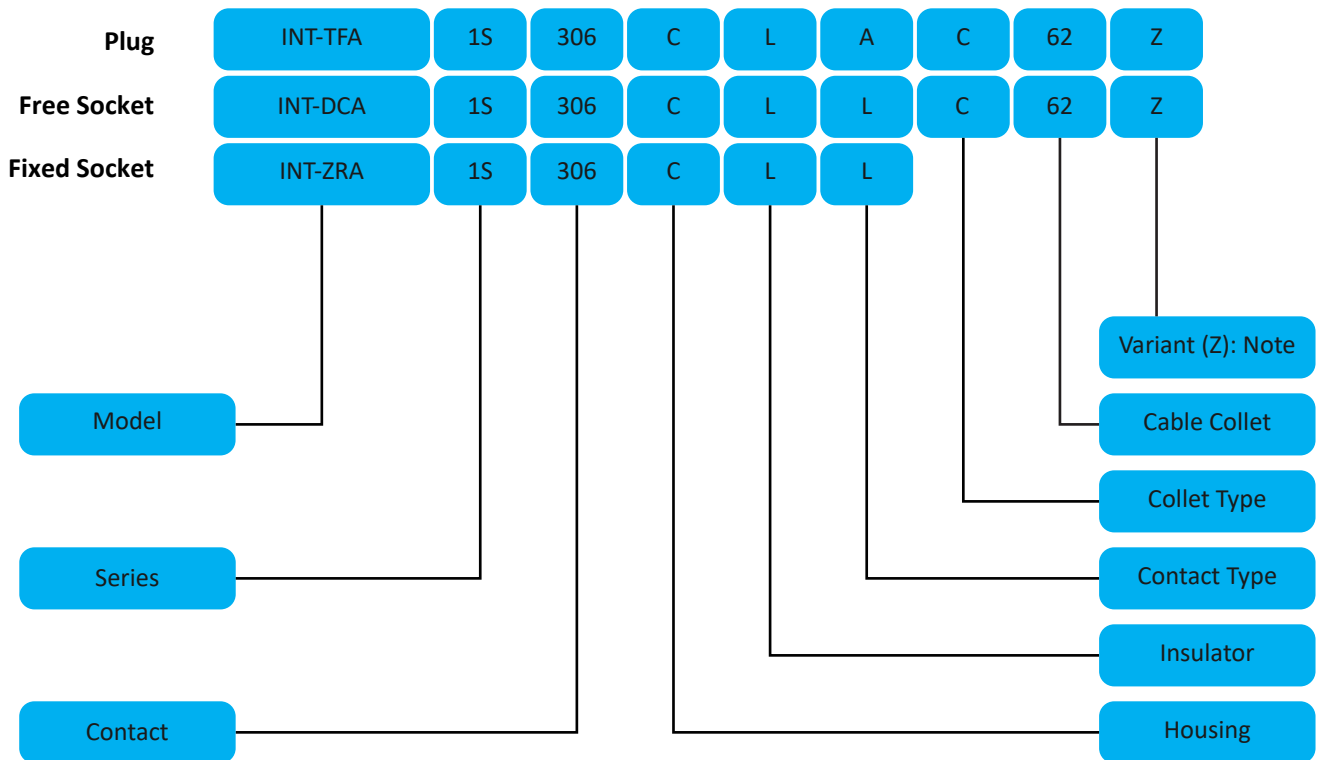 Plug INT-TFA 1S 306 C L A C 62 Z
Free Socket INT-DCA 1S 306 C L L C 62 Z
Fixed Socket INT-ZRA 1S 306 C L L
Variant (Z): Note
Model Cable Collet
Collet Type
Series Contact Type
Insulator
Contact Housing